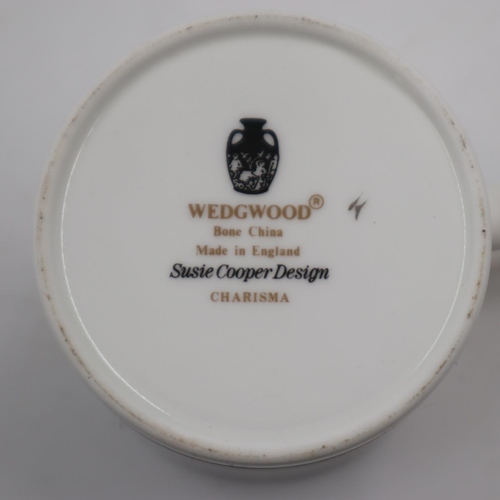 WEDGWOOD®
Bone China
Made in England
Susie Cooper Design
CHARISMA